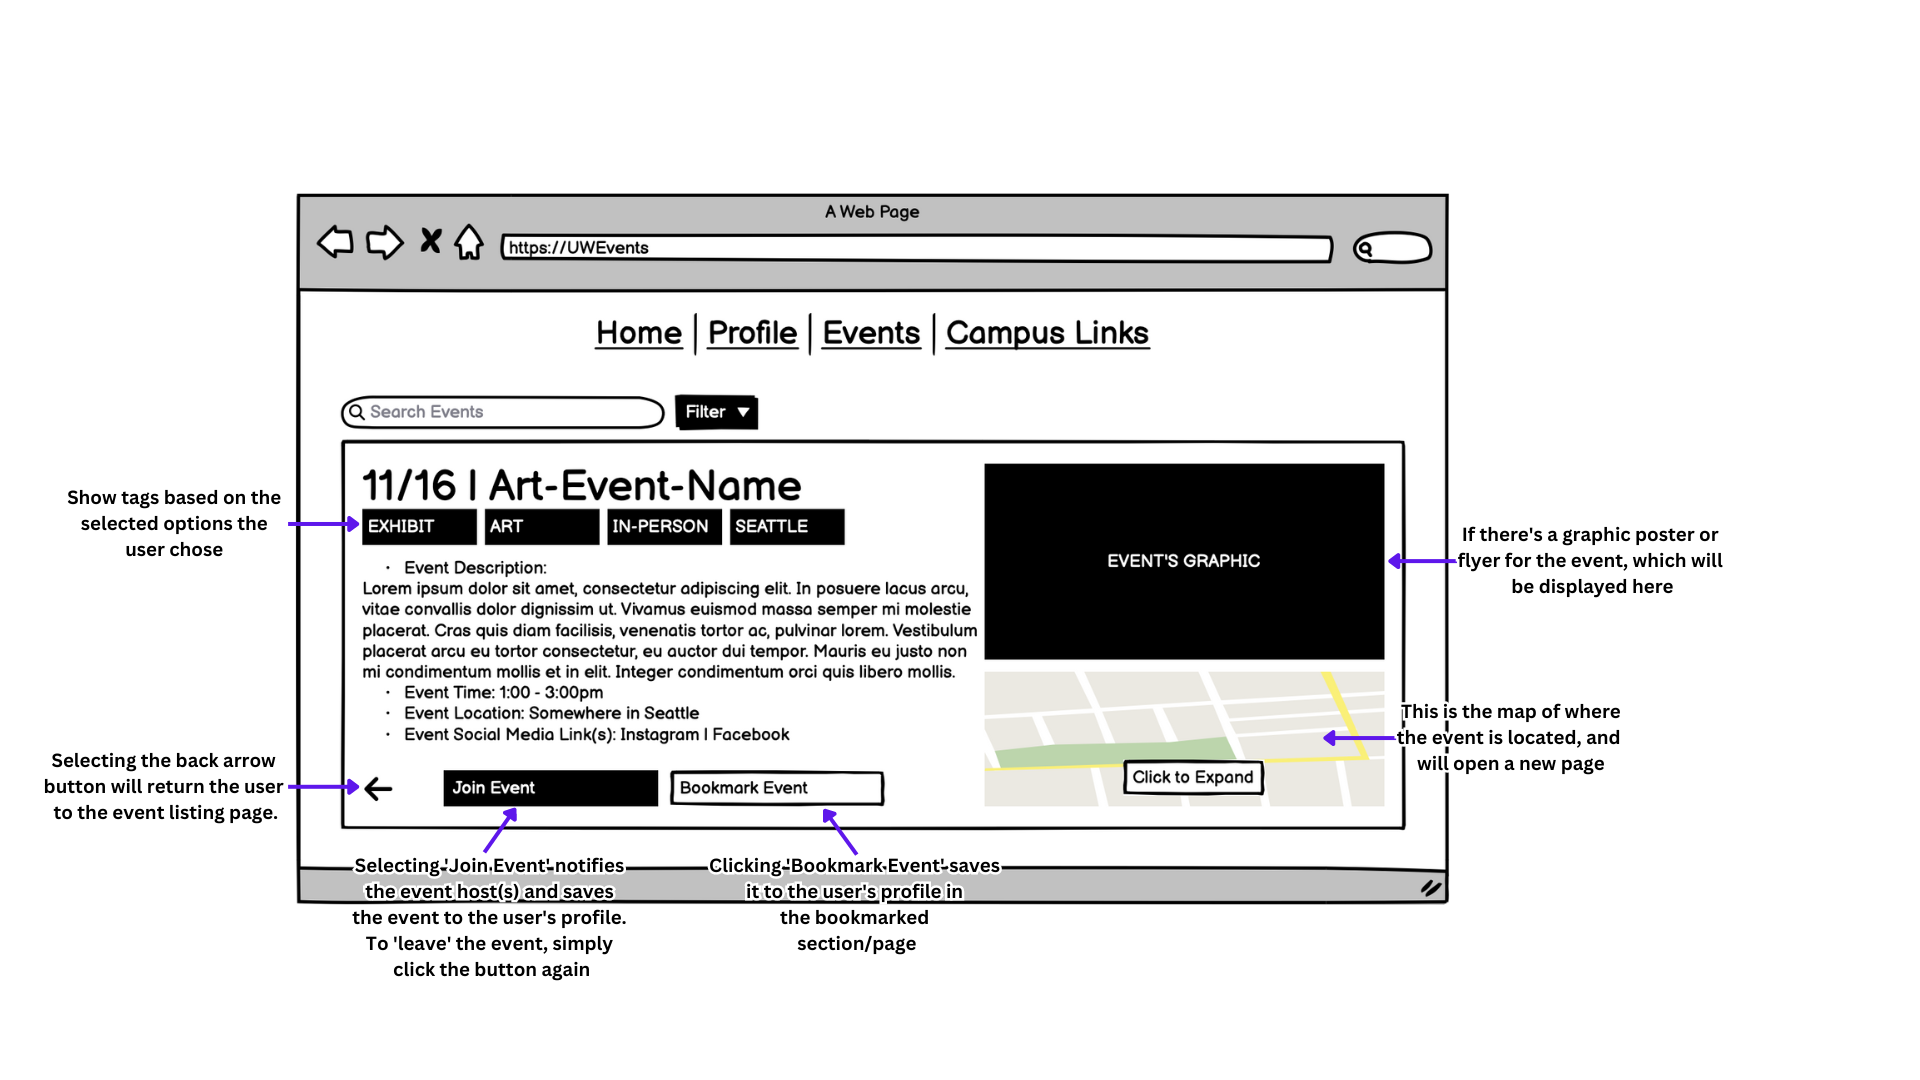 A Web Page
https://UWEvents
Home | Profile | Events | Campus Links
Search Events
Filter ▼
11/16 | Art-Event-Name
EXHIBIT
ART
IN-PERSON
SEATTLE
• Event Description:
Lorem ipsum dolor sit amet, consectetur adipiscing elit. In posuere lacus arcu,
vitae convallis dolor dignissim ut. Vivamus euismod massa semper mi molestie
placerat. Cras quis diam facilisis, venenatis tortor ac, pulvinar lorem. Vestibulum
placerat arcu eu tortor consectetur, eu auctor dui tempor. Mauris eu justo non
mi condimentum mollis et in elit. Integer condimentum orci quis libero mollis.
• Event Time: 1:00 - 3:00pm
• Event Location: Somewhere in Seattle
• Event Social Media Link(s): Instagram | Facebook
Join Event
Bookmark Event
EVENT'S GRAPHIC
Click to Expand
Show tags based on the
selected options the
user chose
Selecting the back arrow
button will return the user
to the event listing page.
Selecting 'Join Event' notifies
the event host(s) and saves
the event to the user's profile.
To 'leave' the event, simply
click the button again
Clicking 'Bookmark Event' saves
it to the user's profile in
the bookmarked
section/page
If there's a graphic poster or
flyer for the event, which will
be displayed here
This is the map of where
the event is located, and
will open a new page